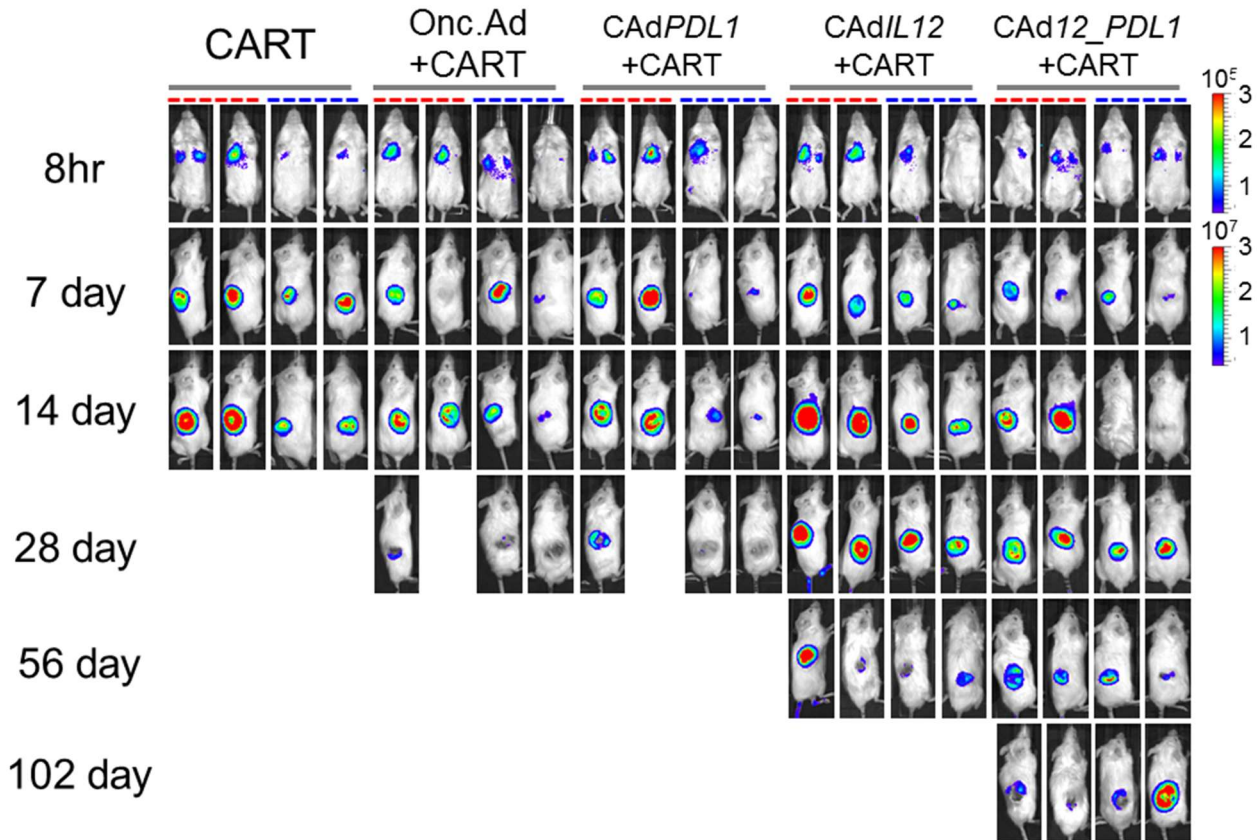 CART
Onc.Ad
+CART
CAdPDL1
+CART
CAdIL12
+CART
CAd12_PDL1
+CART
10⁵
3
2
1
8hr
10⁷
3
2
1
7 day
14 day
28 day
56 day
102 day